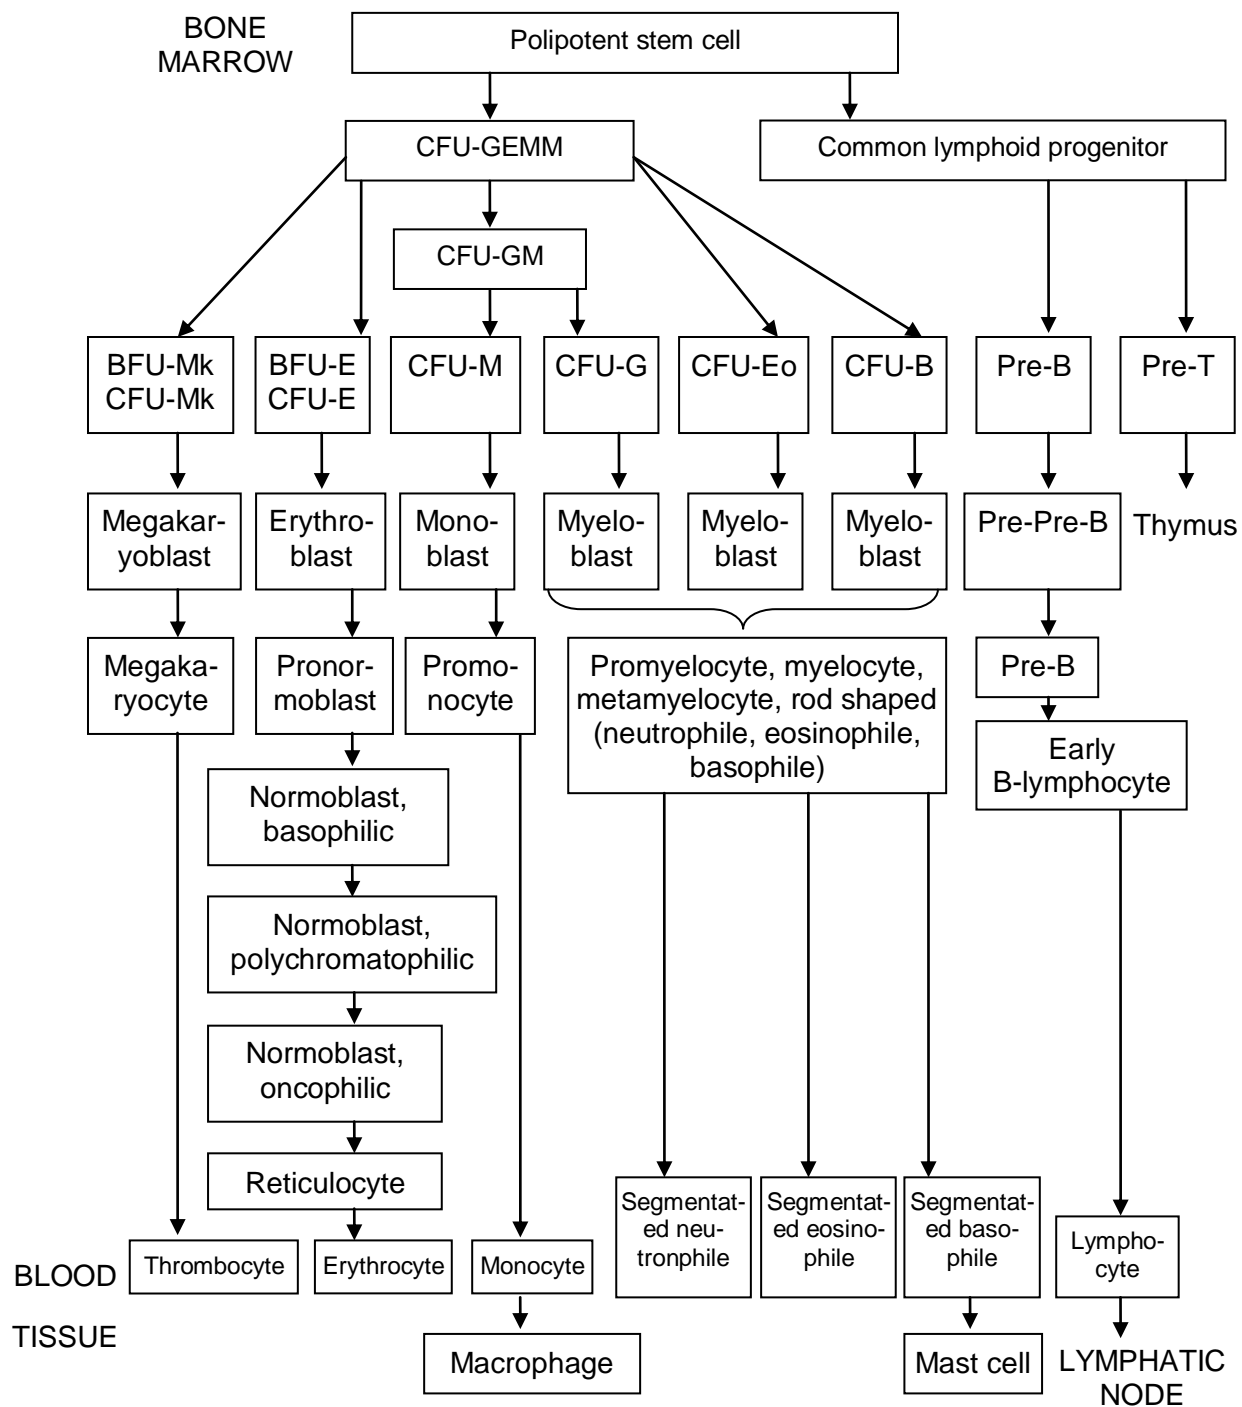 BONE
MARROW
Polipotent stem cell
CFU-GEMM
Common lymphoid progenitor
CFU-GM
BFU-Mk
CFU-Mk
BFU-E
CFU-E
CFU-M
CFU-G
CFU-Eo
CFU-B
Pre-B
Pre-T
Megakar-
yoblast
Erythro-
blast
Mono-
blast
Myelo-
blast
Myelo-
blast
Myelo-
blast
Pre-Pre-B
Thymus
Megaka-
ryocyte
Pronor-
moblast
Promo-
nocyte
Promyelocyte, myelocyte,
metamyelocyte, rod shaped
(neutrophile, eosinophile,
basophile)
Pre-B
Early
B-lymphocyte
Normoblast,
basophilic
Normoblast,
polychromatophilic
Normoblast,
oncophilic
Reticulocyte
Segmentat-
ed neu-
tronphile
Segmentat-
ed eosino-
phile
Segmentat-
ed baso-
phile
Lympho-
cyte
BLOOD
Thrombocyte
Erythrocyte
Monocyte
TISSUE
Macrophage
Mast cell
LYMPHATIC
NODE